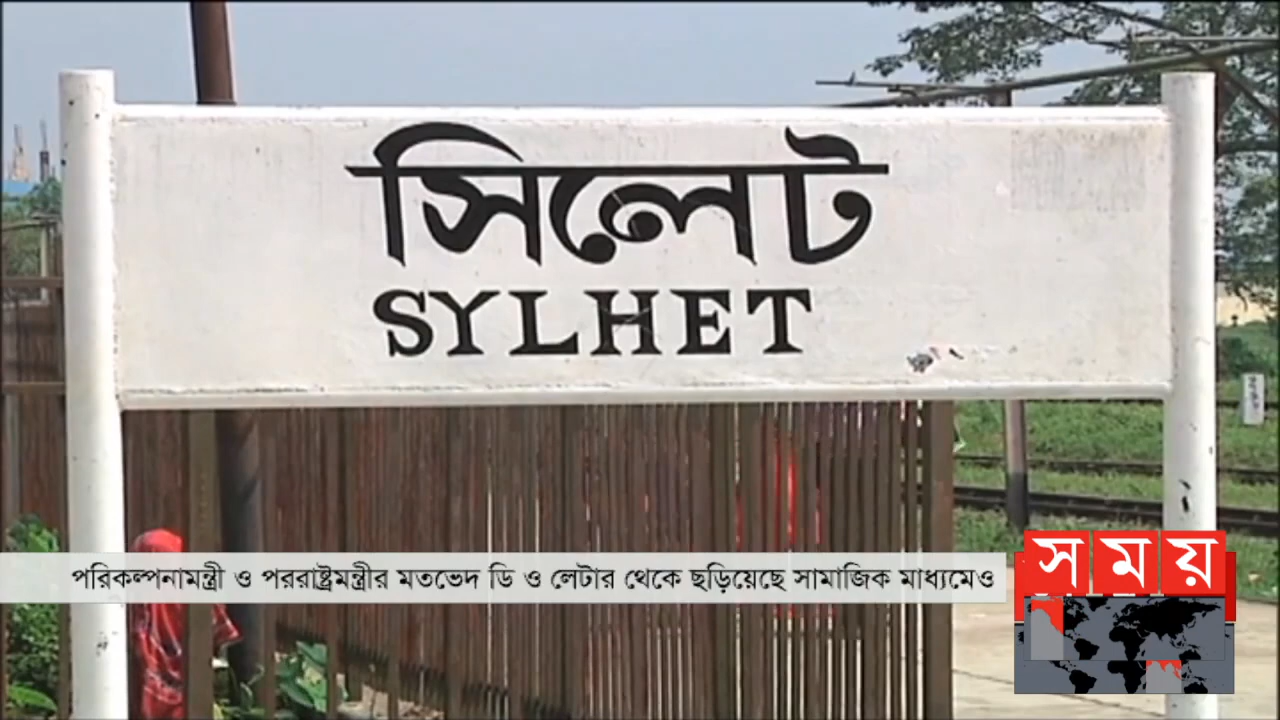 সিলেট
SYLHET
পরিকল্পনামন্ত্রী ও পররাষ্ট্রমন্ত্রীর মতভেদ ডি ও লেটার থেকে ছড়িয়েছে সামাজিক মাধ্যমেও
সময়